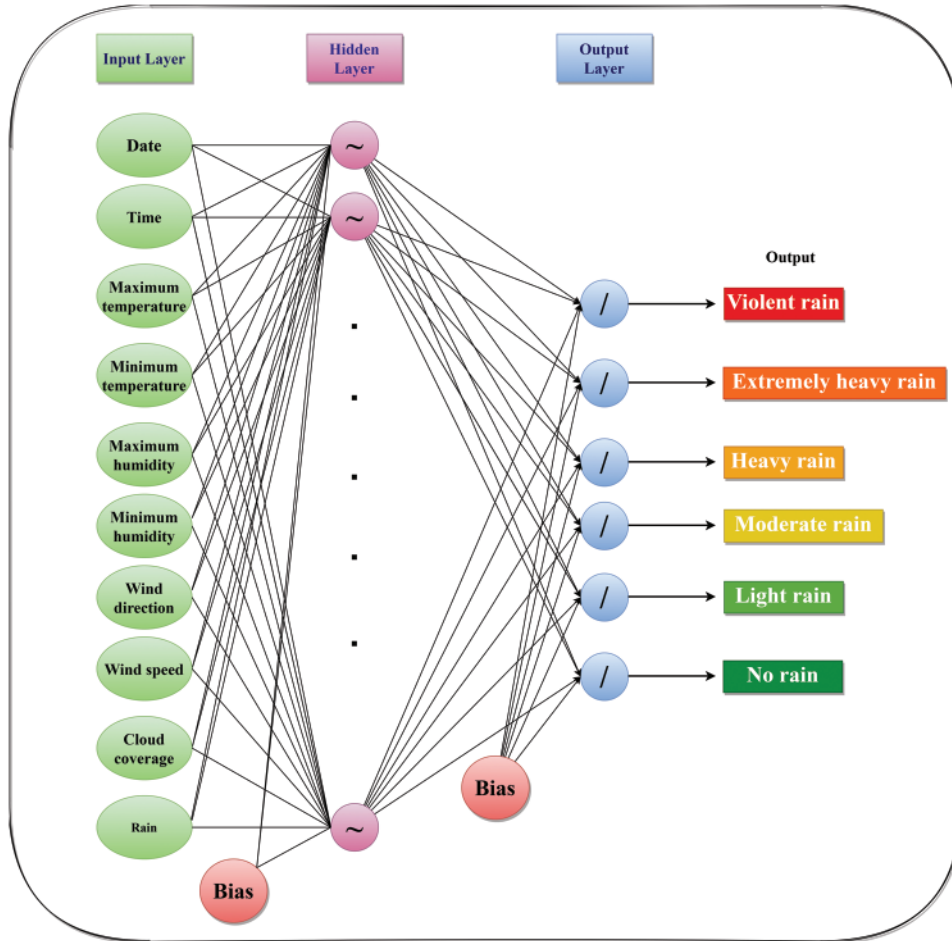 Input Layer
Hidden
Layer
Output
Layer
Date
Time
Maximum
temperature
Minimum
temperature
Maximum
humidity
Minimum
humidity
Wind
direction
Wind speed
Cloud
coverage
Rain
Bias
~
~
~
Bias
/
/
/
/
/
/
Output
Violent rain
Extremely heavy rain
Heavy rain
Moderate rain
Light rain
No rain